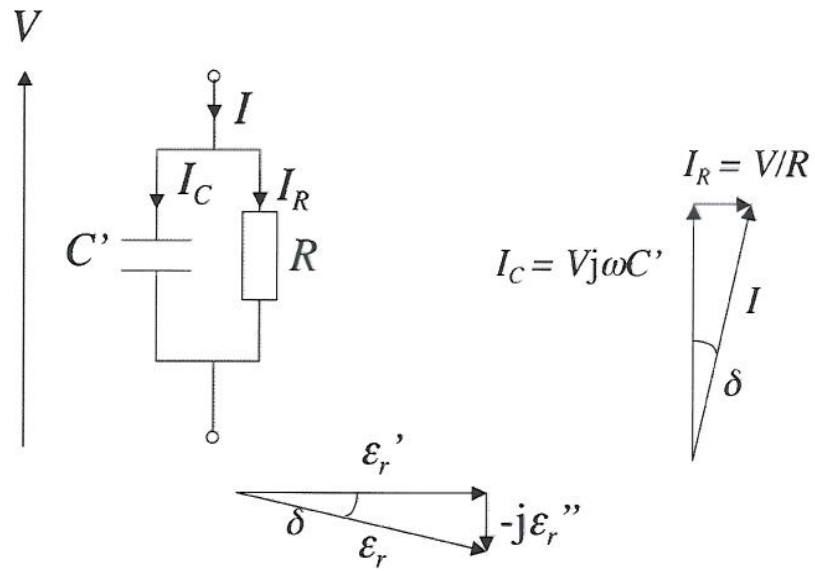 V
I
I_C
I_R
C’
R
I_R = V/R
I_C = VjωC’
I
δ
ε_r’
δ
ε_r
-jε_r’’